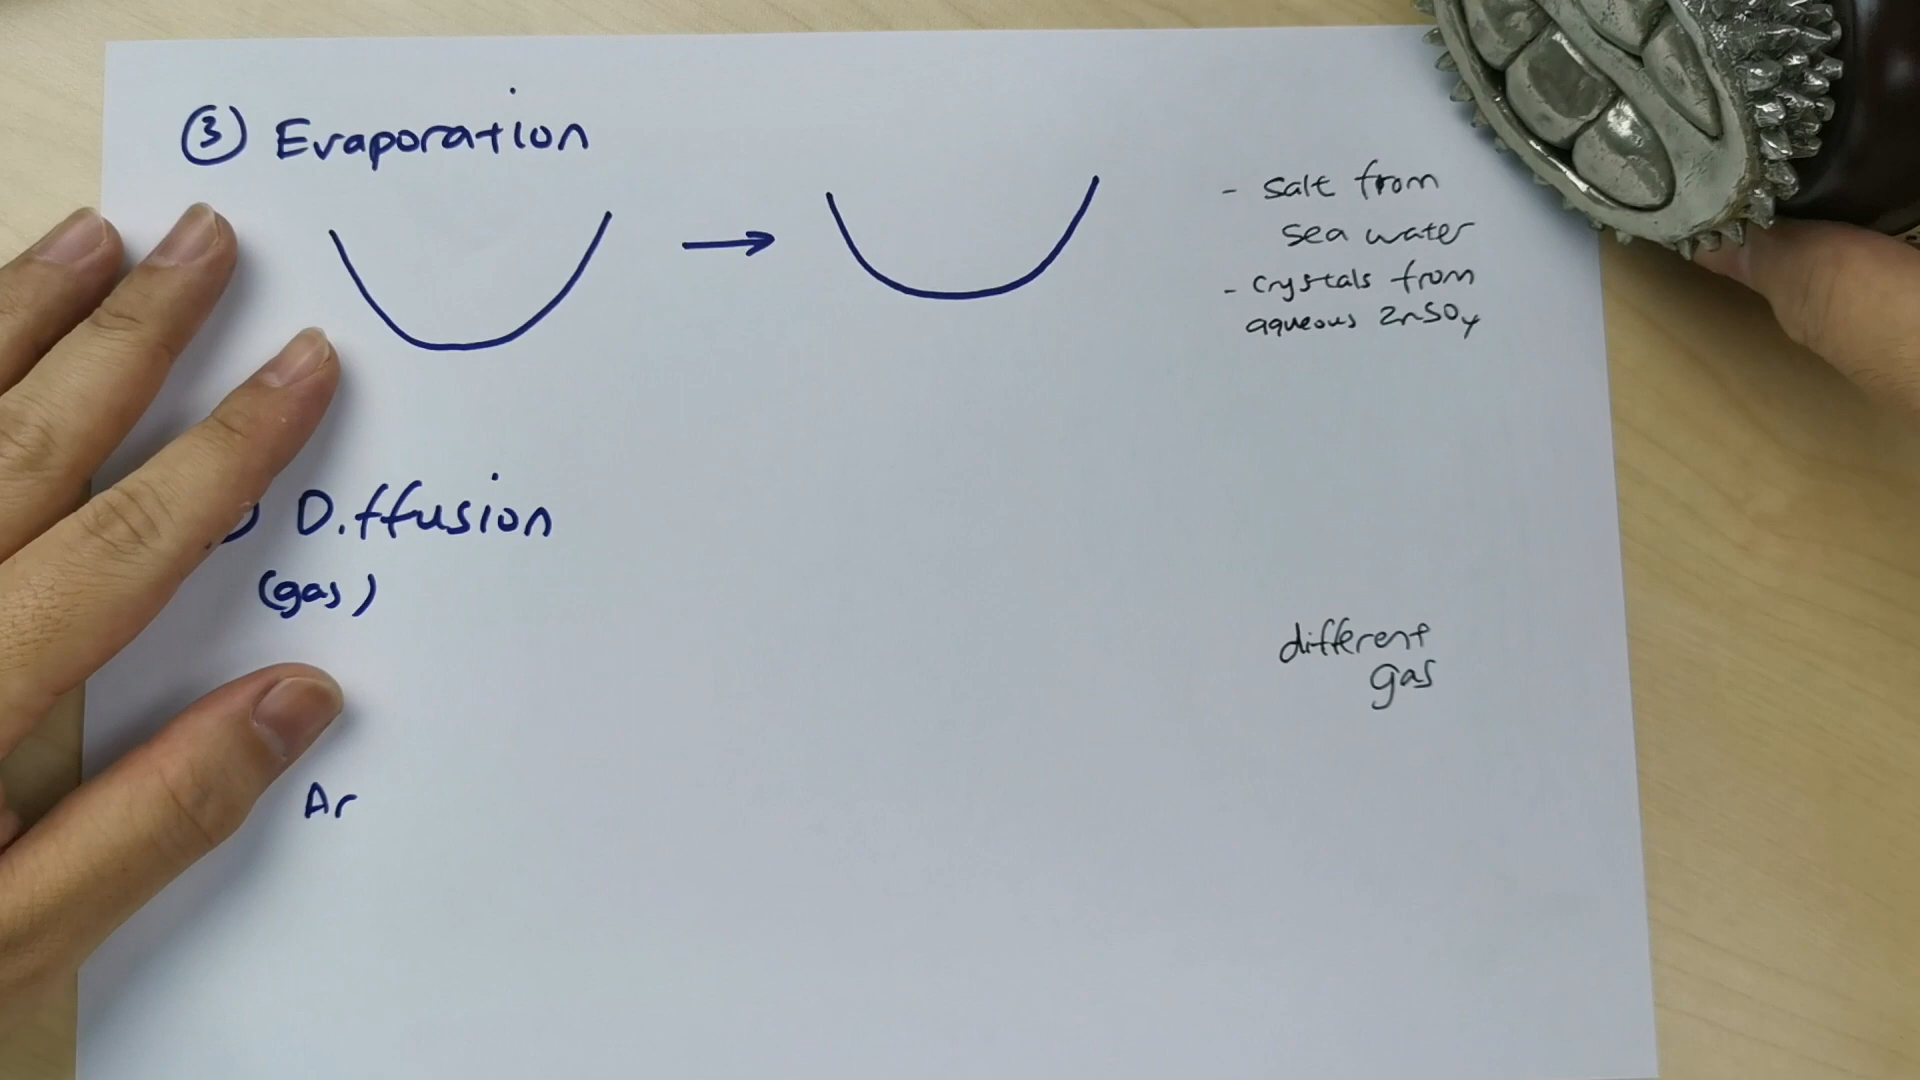 ③ Evaporation
- salt from
sea water
- crystals from
aqueous ZnSO4
Diffusion
(gas)
different
gas
Ar